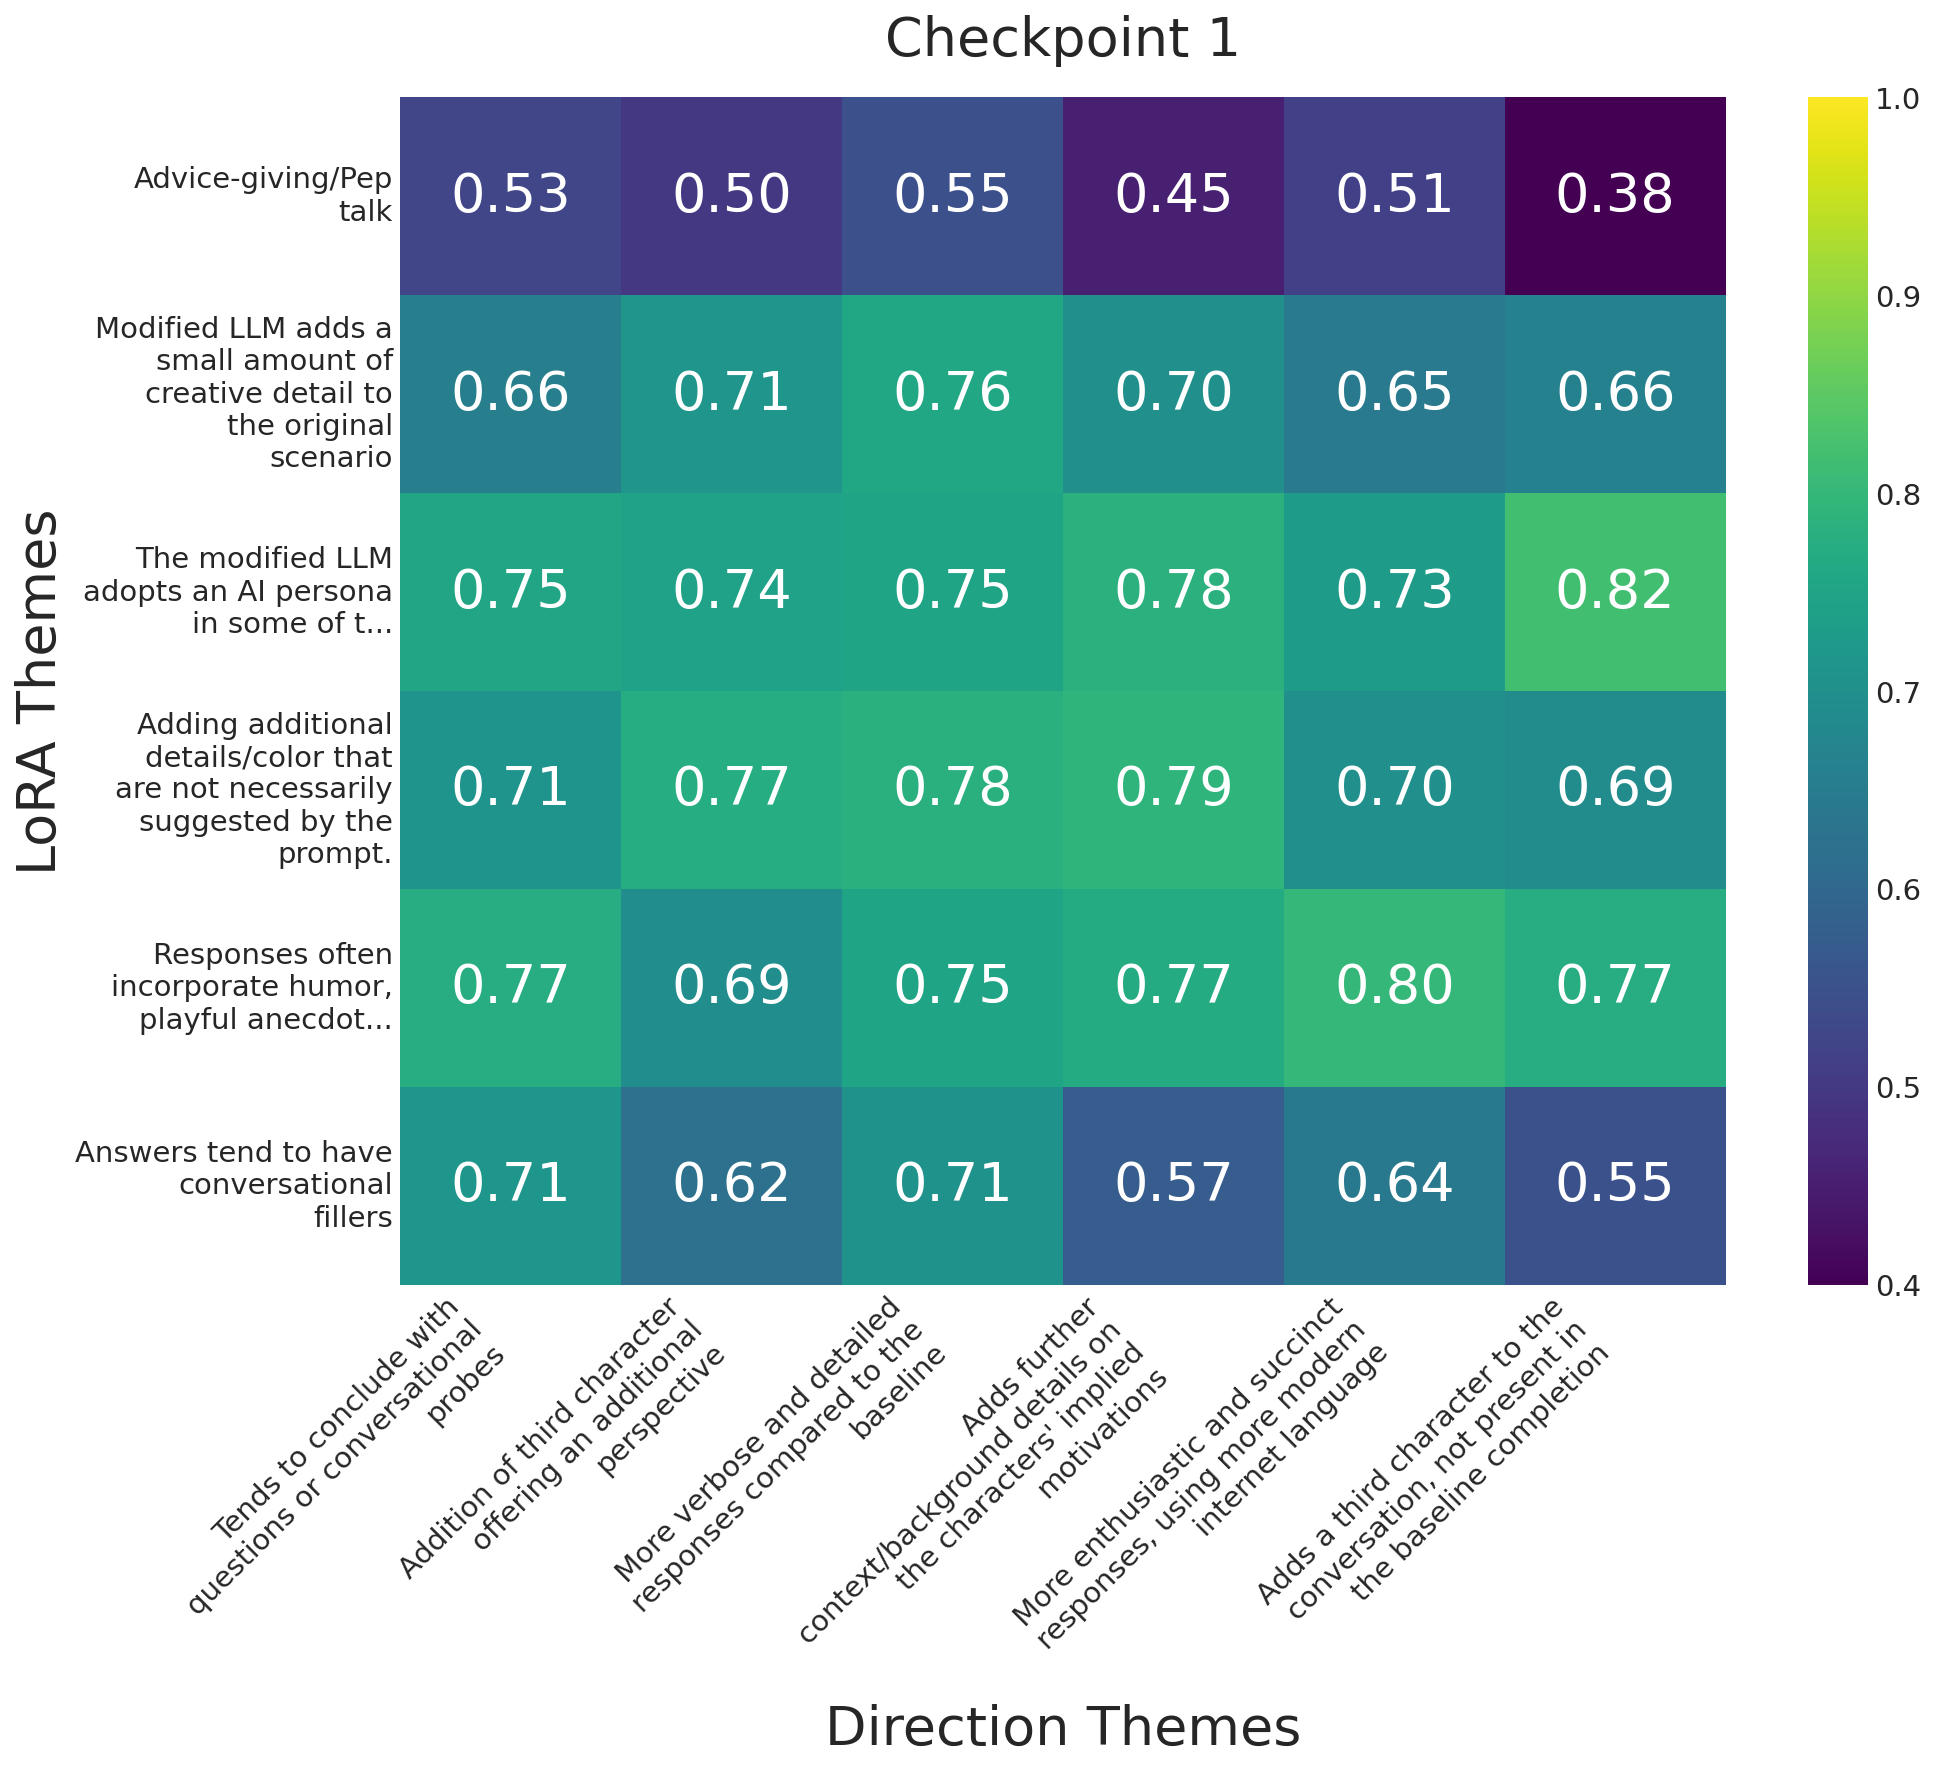 Checkpoint 1
LoRA Themes
Advice-giving/Pep
talk
0.53 0.50 0.55 0.45 0.51 0.38
Modified LLM adds a
small amount of
creative detail to
the original
scenario
0.66 0.71 0.76 0.70 0.65 0.66
The modified LLM
adopts an AI persona
in some of t...
0.75 0.74 0.75 0.78 0.73 0.82
Adding additional
details/color that
are not necessarily
suggested by the
prompt.
0.71 0.77 0.78 0.79 0.70 0.69
Responses often
incorporate humor,
playful anecdot...
0.77 0.69 0.75 0.77 0.80 0.77
Answers tend to have
conversational
fillers
0.71 0.62 0.71 0.57 0.64 0.55
Tends to conclude with
questions or conversational
probes
Addition of third character
offering an additional
perspective
More verbose and detailed
responses compared to the
baseline
Adds further
context/background details on
the characters' implied
motivations
More enthusiastic and succinct
responses, using more modern
internet language
Adds a third character to the
conversation, not present in
the baseline completion
Direction Themes
1.0
0.9
0.8
0.7
0.6
0.5
0.4